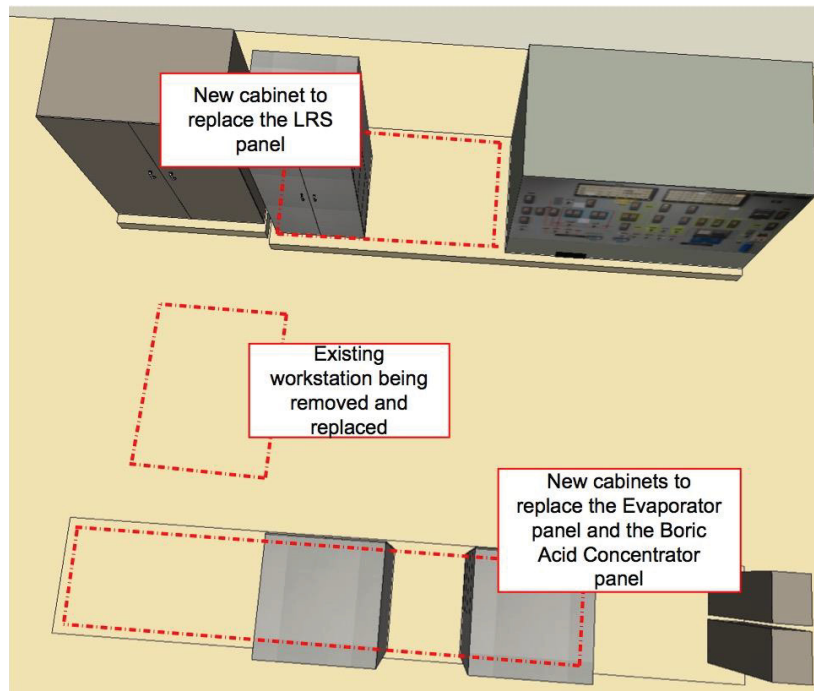 New cabinet to
replace the LRS
panel
Existing
workstation being
removed and
replaced
New cabinets to
replace the Evaporator
panel and the Boric
Acid Concentrator
panel